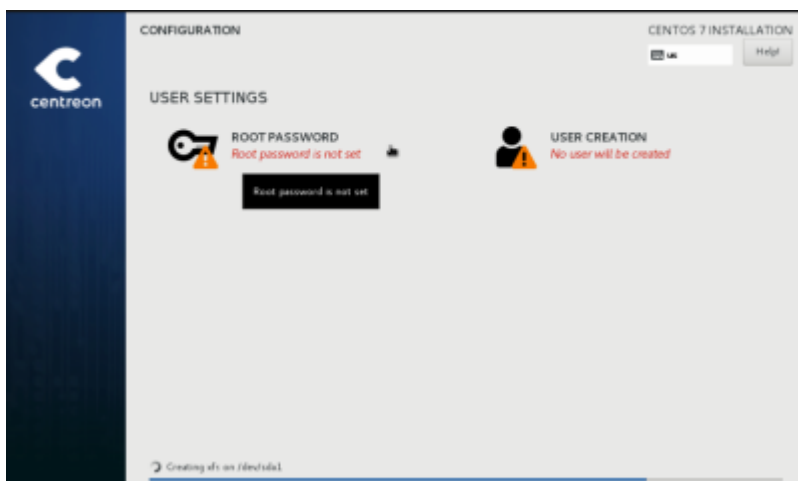 centreon
CONFIGURATION
CENTOS 7 INSTALLATION
us
Help!
USER SETTINGS
ROOT PASSWORD
Root password is not set
USER CREATION
No user will be created
Root password is not set
Creating xfs on /dev/sda1